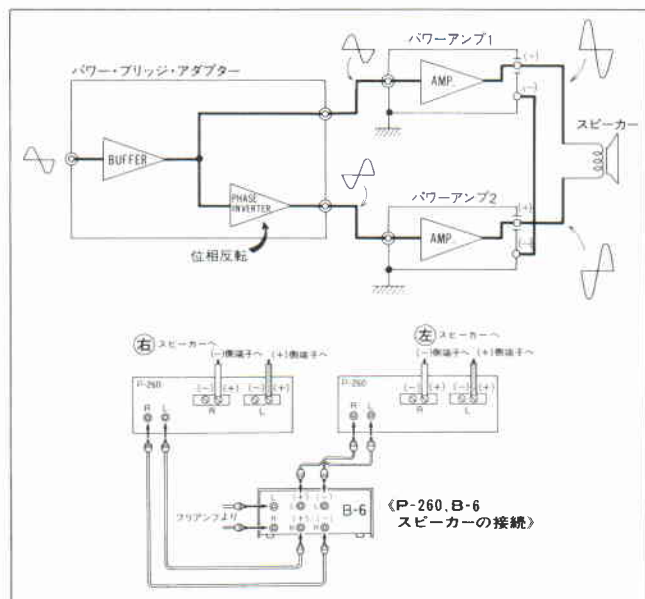 パワー・ブリッジ・アダプター
BUFFER
PHASE
INVERTER
位相反転
パワーアンプ1
AMP.
(+)
(-)
スピーカー
パワーアンプ2
AMP.
(+)
(-)
右 スピーカーへ
(-)側端子へ (+)側端子へ
P-260
R L
(-) (+) (-) (+)
R L
左 スピーカーへ
(-)側端子へ (+)側端子へ
P-260
R L
(-) (+) (-) (+)
R L
プリアンプより
L (+) (-)
L L
R (+) (-)
R R
B-6
《P-260, B-6
スピーカーの接続》